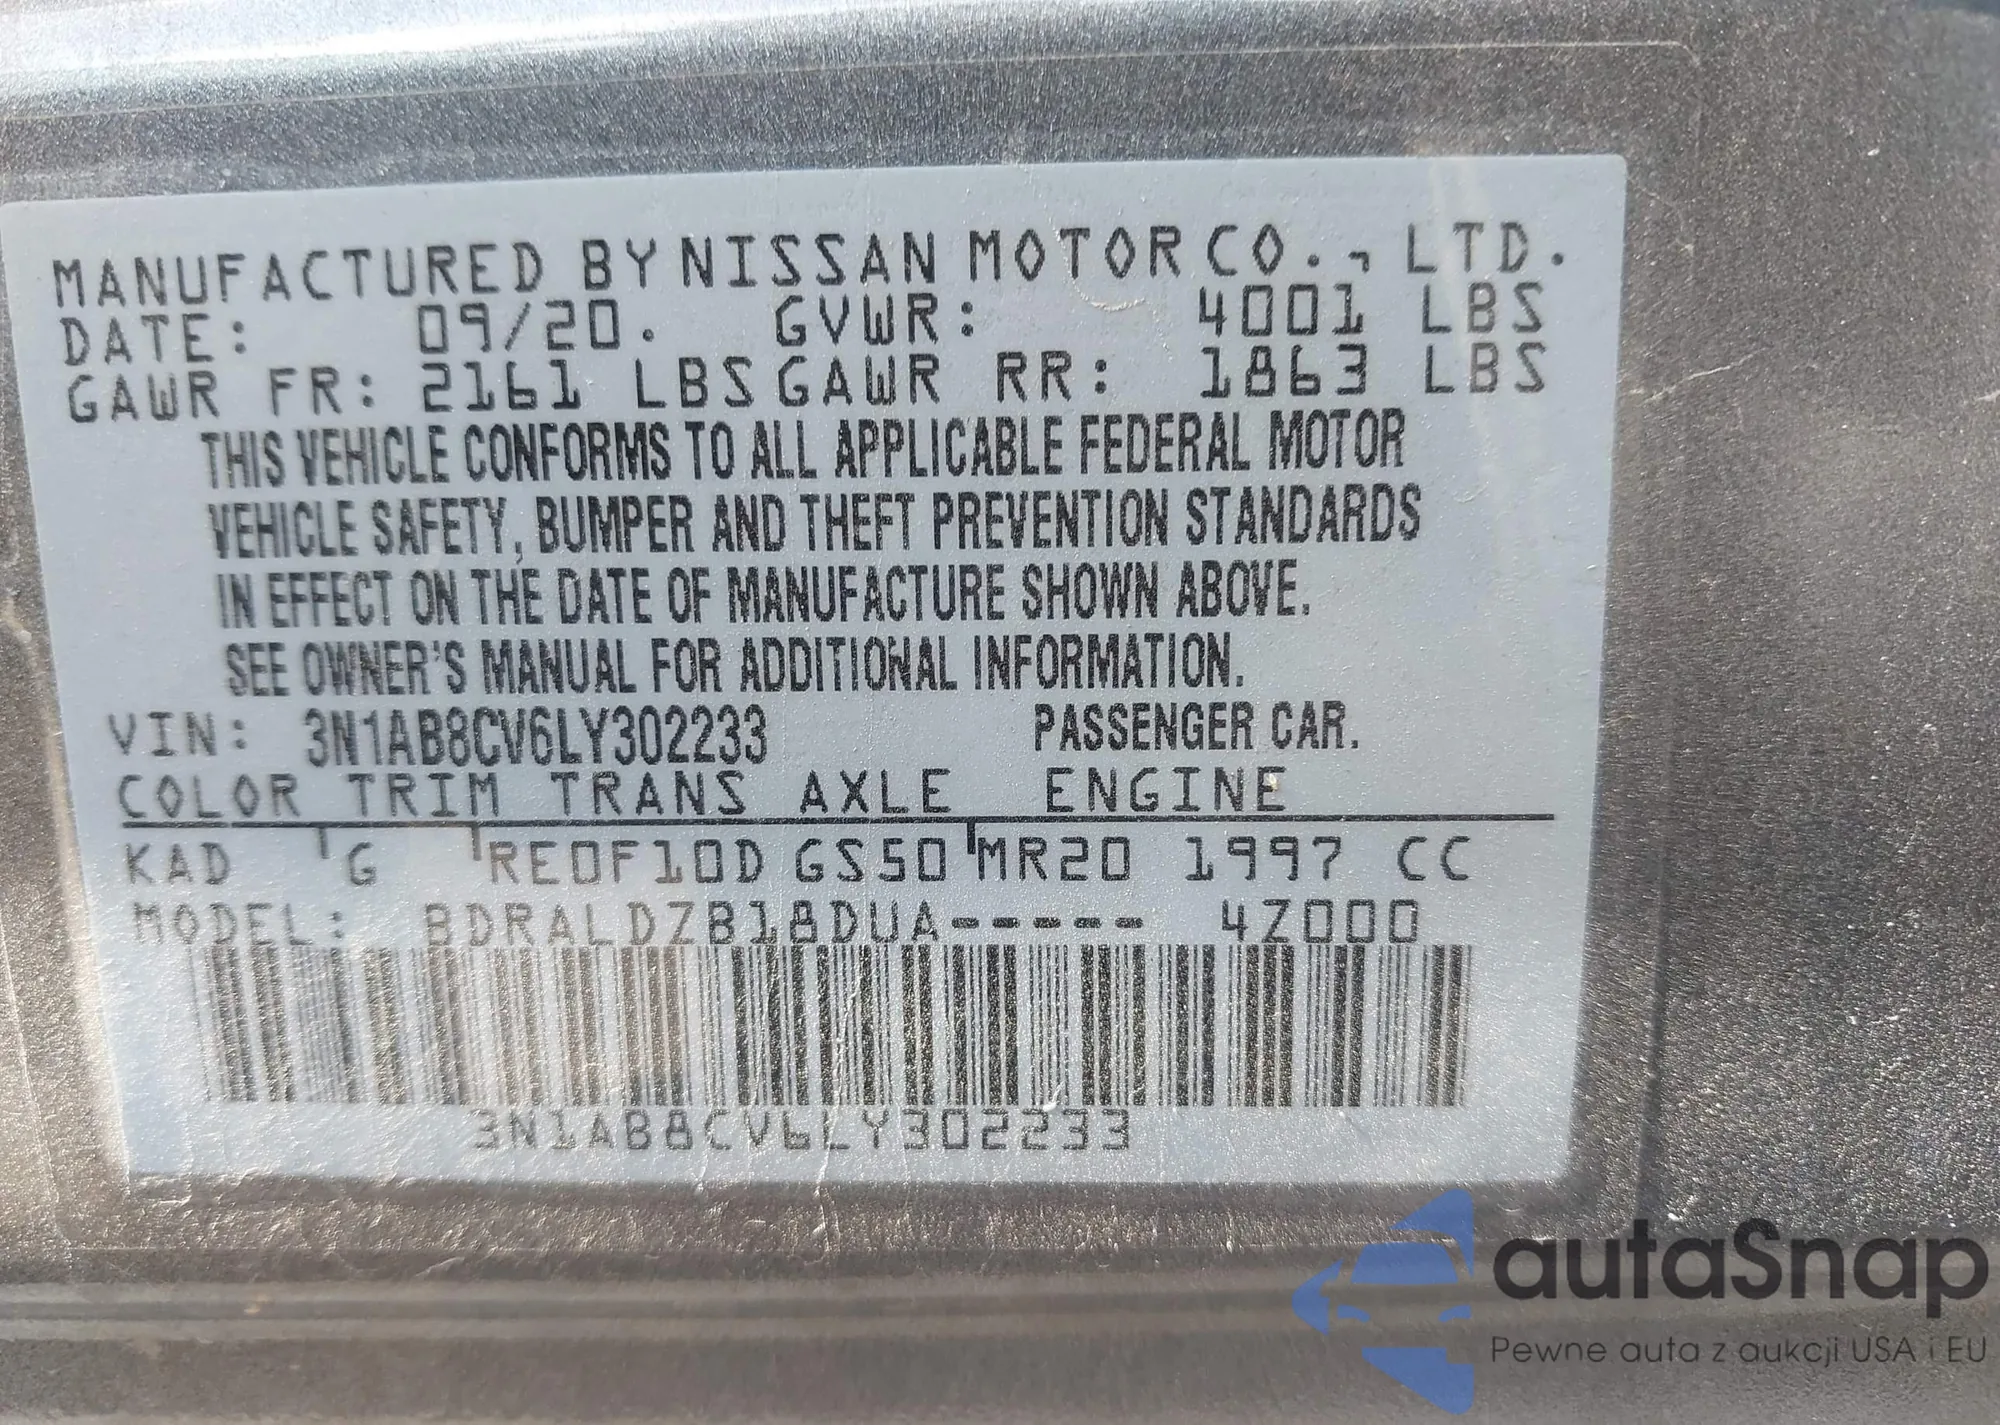 MANUFACTURED BY NISSAN MOTOR CO., LTD.
DATE: 09/20. GVWR: 4001 LBS
GAWR FR: 2161 LBS GAWR RR: 1863 LBS
THIS VEHICLE CONFORMS TO ALL APPLICABLE FEDERAL MOTOR
VEHICLE SAFETY, BUMPER AND THEFT PREVENTION STANDARDS
IN EFFECT ON THE DATE OF MANUFACTURE SHOWN ABOVE.
SEE OWNER'S MANUAL FOR ADDITIONAL INFORMATION.
VIN: 3N1AB8CV6LY302233 PASSENGER CAR.
COLOR TRIM TRANS AXLE ENGINE
KAD G RE0F10D GS50 MR20 1997 CC
MODEL: BDRALDZB18DUA----- 4Z000
3N1AB8CV6LY302233
autaSnap
Pewne auta z aukcji USA i EU